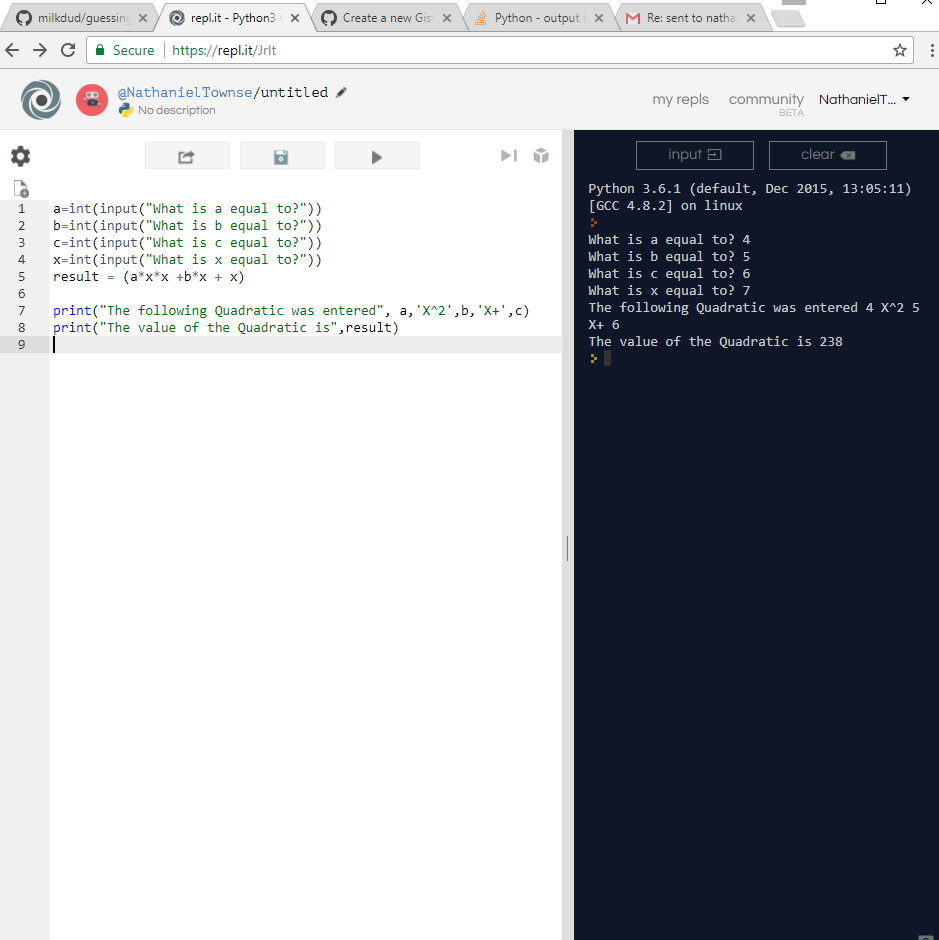 milkdud/guessing
repl.it - Python3
Create a new Gis
Python - output
Re: sent to natha
Secure
https://repl.it/JrIt
@NathanielTownse/untitled
No description
my repls
community
BETA
NathanielT...
input
clear
1 a=int(input("What is a equal to?"))
2 b=int(input("What is b equal to?"))
3 c=int(input("What is c equal to?"))
4 x=int(input("What is x equal to?"))
5 result = (a*x*x +b*x + x)
6
7 print("The following Quadratic was entered", a,'X^2',b,'X+',c)
8 print("The value of the Quadratic is",result)
9
Python 3.6.1 (default, Dec 2015, 13:05:11)
[GCC 4.8.2] on linux
What is a equal to? 4
What is b equal to? 5
What is c equal to? 6
What is x equal to? 7
The following Quadratic was entered 4 X^2 5
X+ 6
The value of the Quadratic is 238